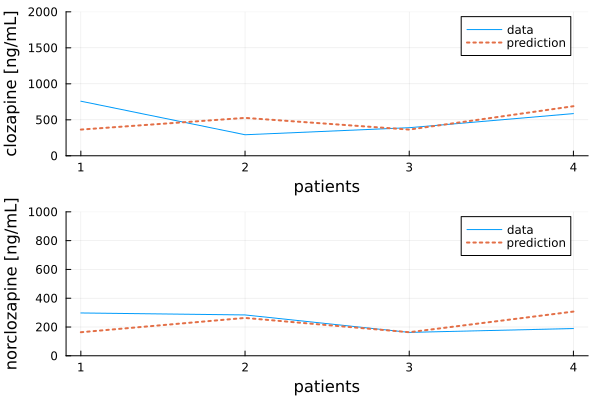 clozapine [ng/mL]
2000
1500
1000
500
0
data
prediction
1 2 3 4
patients
norclozapine [ng/mL]
1000
800
600
400
200
0
data
prediction
1 2 3 4
patients